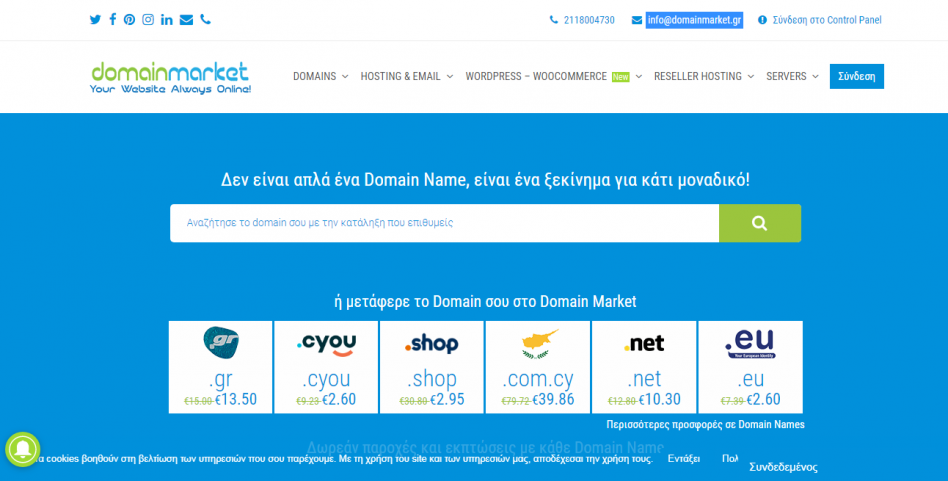 2118004730 info@domainmarket.gr Σύνδεση στο Control Panel
domainmarket
Your Website Always Online!
DOMAINS HOSTING & EMAIL WORDPRESS – WOOCOMMERCE New RESELLER HOSTING SERVERS Σύνδεση
Δεν είναι απλά ένα Domain Name, είναι ένα ξεκίνημα για κάτι μοναδικό!
Αναζήτησε το domain σου με την κατάληξη που επιθυμείς
ή μετάφερε το Domain σου στο Domain Market
.gr .cyou .shop .net .eu
Your European Identity
.gr .cyou .shop .com.cy .net .eu
€15.00 €13.50 €9.23 €2.60 €30.80 €2.95 €79.72 €39.86 €12.80 €10.30 €7.39 €2.60
Περισσότερες προσφορές σε Domain Names
Δωρεάν παροχές και εκπτώσεις με κάθε Domain Name
α cookies βοηθούν στη βελτίωση των υπηρεσιών που σου παρέχουμε. Με τη χρήση του site και των υπηρεσιών μας, αποδέχεσαι την χρήση τους. Εντάξει
Συνδεδεμένος